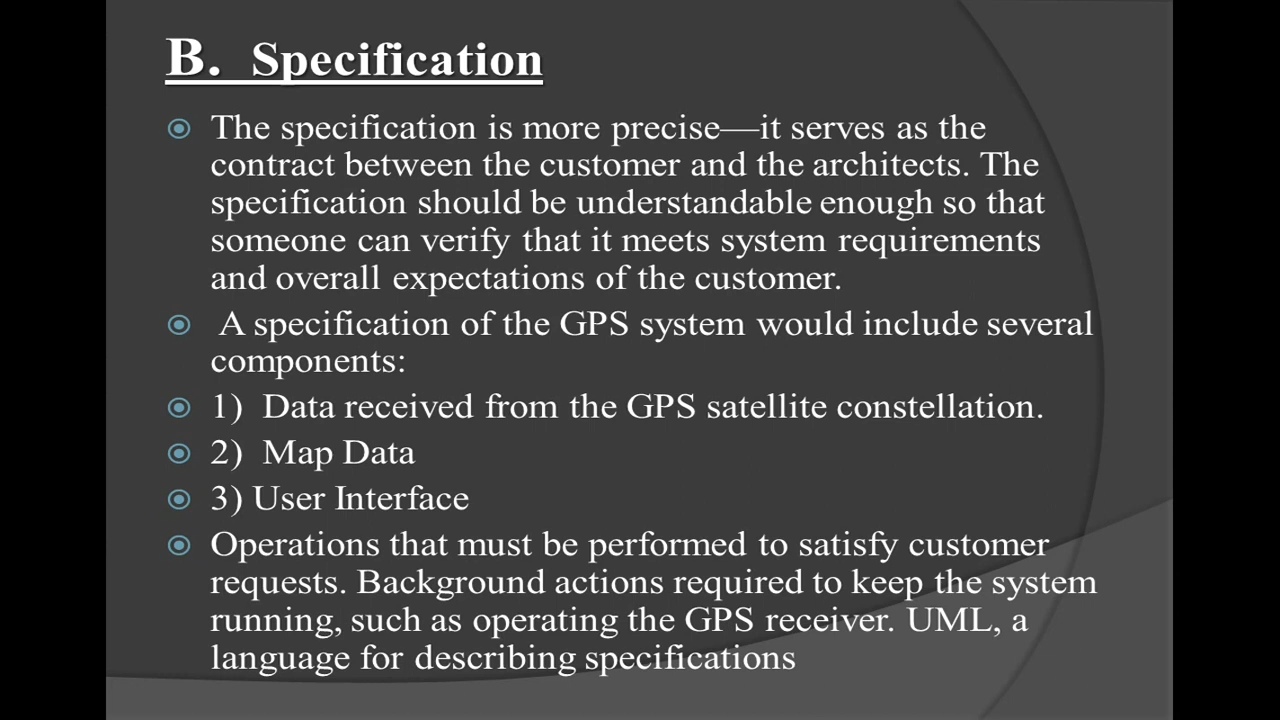 B. Specification
The specification is more precise—it serves as the
contract between the customer and the architects. The
specification should be understandable enough so that
someone can verify that it meets system requirements
and overall expectations of the customer.
A specification of the GPS system would include several
components:
1) Data received from the GPS satellite constellation.
2) Map Data
3) User Interface
Operations that must be performed to satisfy customer
requests. Background actions required to keep the system
running, such as operating the GPS receiver. UML, a
language for describing specifications